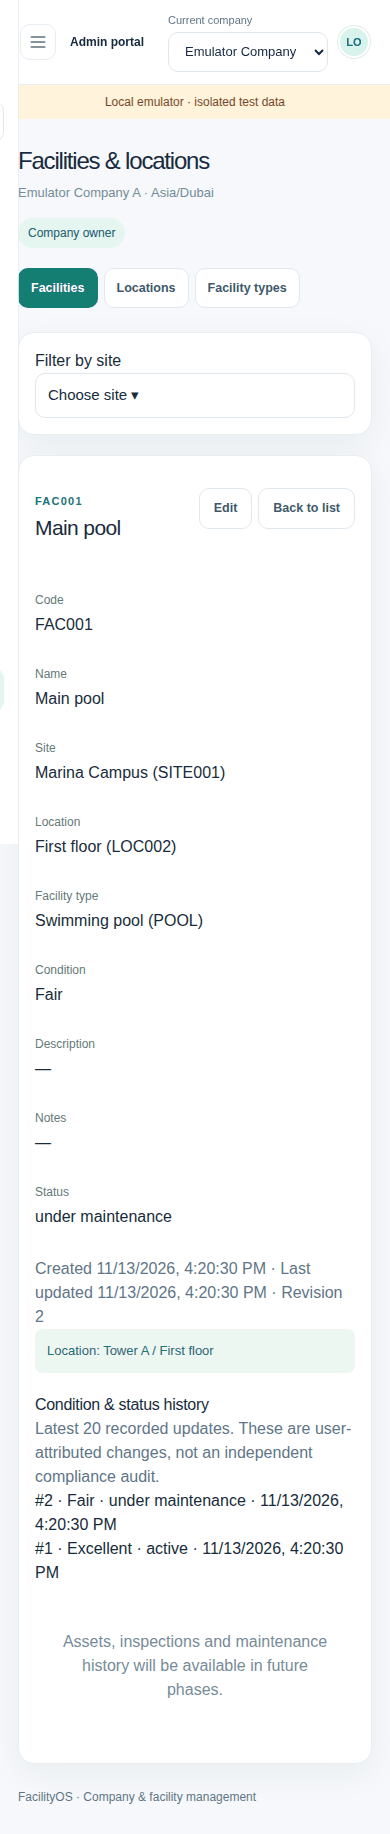 Current company
Admin portal
Emulator Company
LO
Local emulator · isolated test data
Facilities & locations
Emulator Company A · Asia/Dubai
Company owner
Facilities
Locations
Facility types
Filter by site
Choose site ▾
FAC001
Main pool
Edit
Back to list
Code
FAC001
Name
Main pool
Site
Marina Campus (SITE001)
Location
First floor (LOC002)
Facility type
Swimming pool (POOL)
Condition
Fair
Description
—
Notes
—
Status
under maintenance
Created 11/13/2026, 4:20:30 PM · Last
updated 11/13/2026, 4:20:30 PM · Revision
2
Location: Tower A / First floor
Condition & status history
Latest 20 recorded updates. These are user-
attributed changes, not an independent
compliance audit.
#2 · Fair · under maintenance · 11/13/2026,
4:20:30 PM
#1 · Excellent · active · 11/13/2026, 4:20:30
PM
Assets, inspections and maintenance
history will be available in future
phases.
FacilityOS · Company & facility management